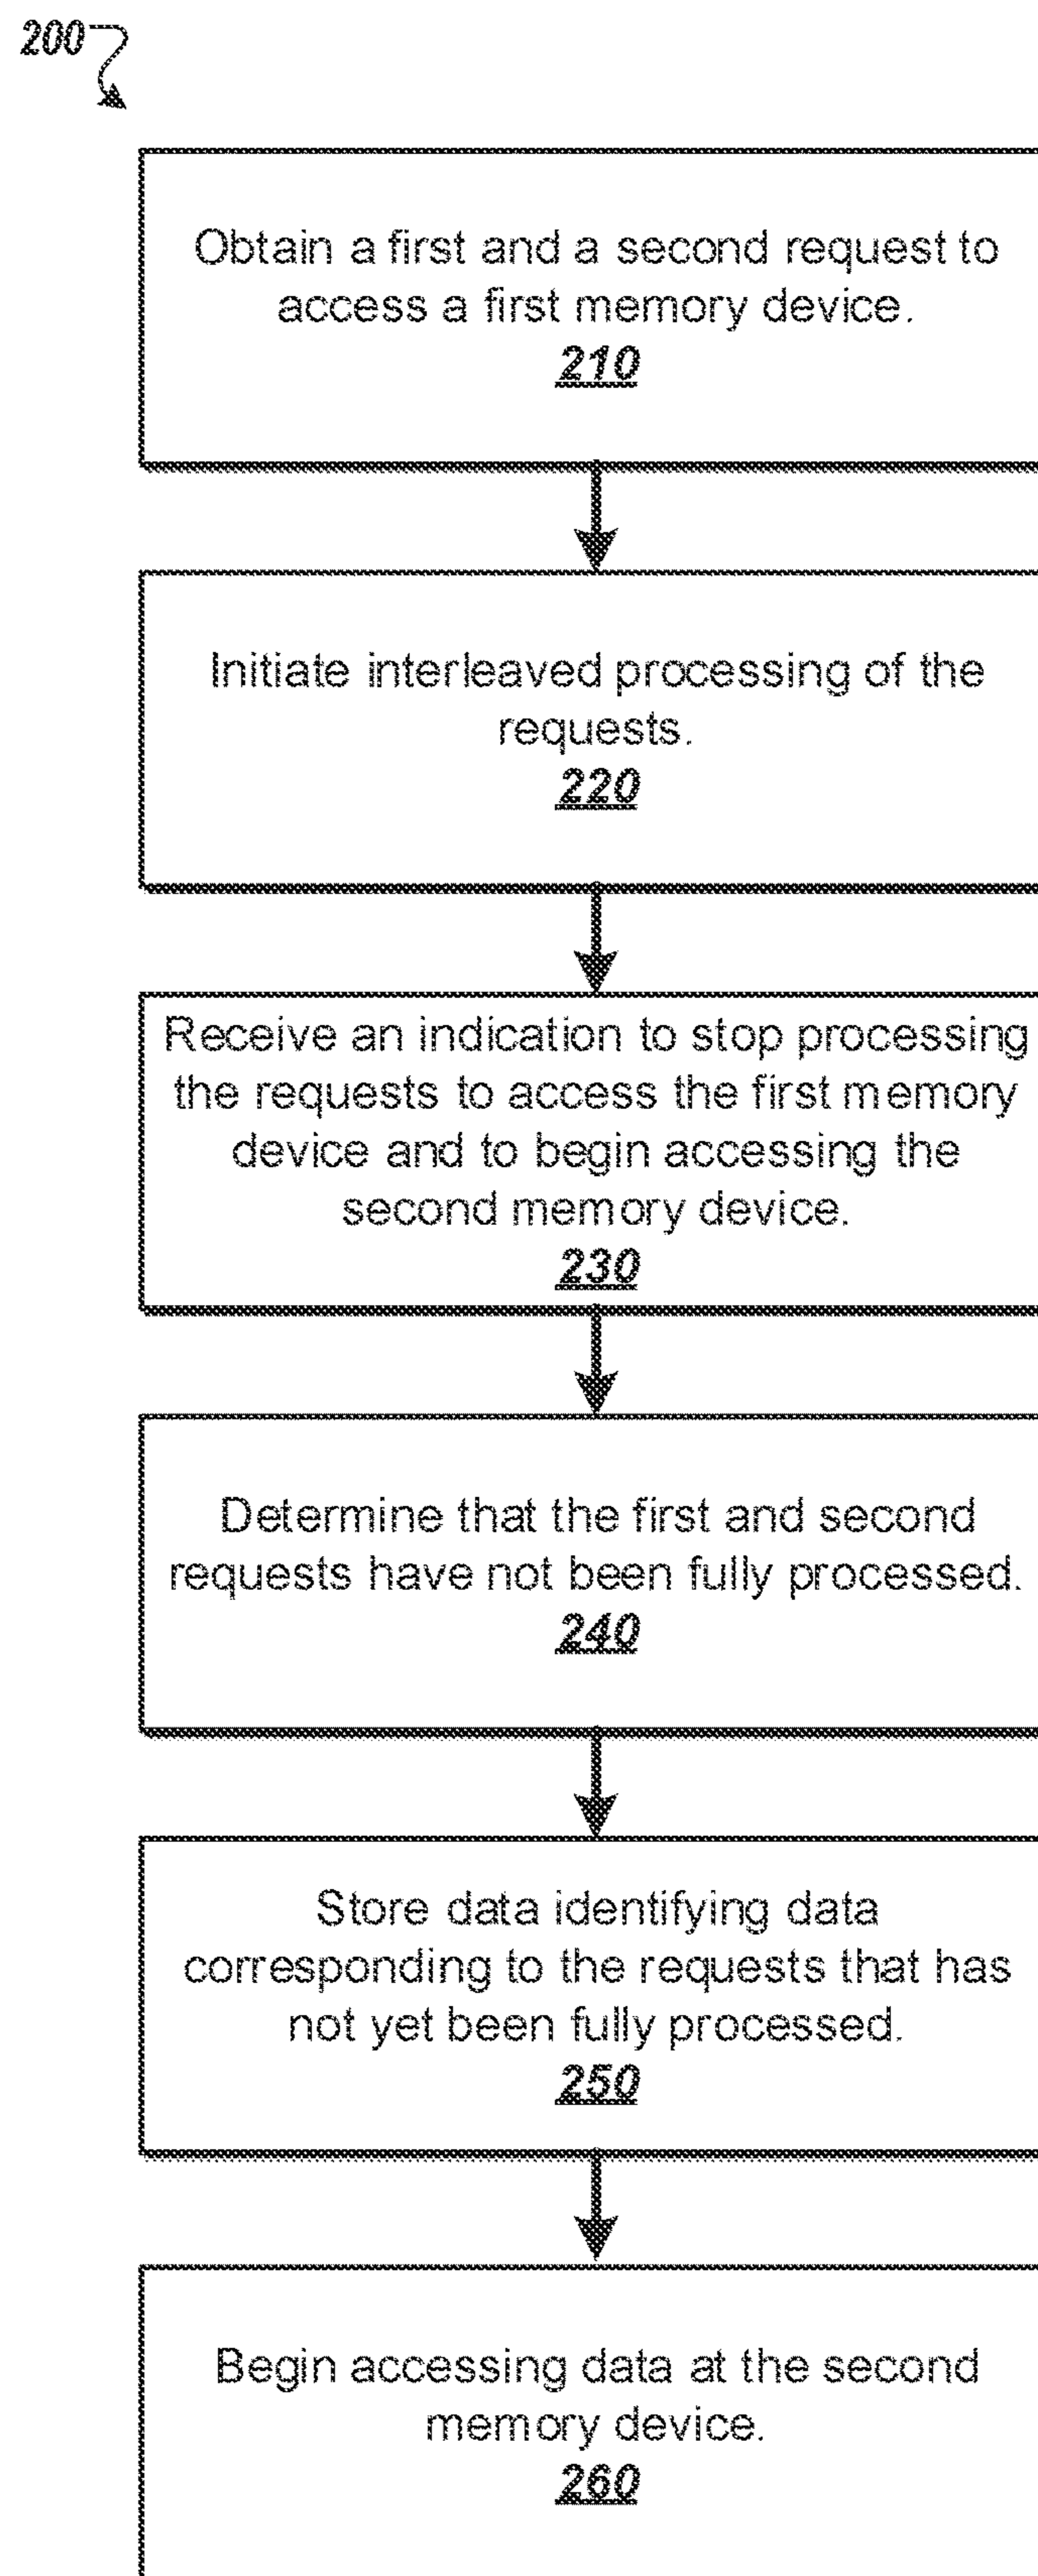 200
Obtain a first and a second request to
access a first memory device.
210
Initiate interleaved processing of the
requests.
220
Receive an indication to stop processing
the requests to access the first memory
device and to begin accessing the
second memory device.
230
Determine that the first and second
requests have not been fully processed.
240
Store data identifying data
corresponding to the requests that has
not yet been fully processed.
250
Begin accessing data at the second
memory device.
260